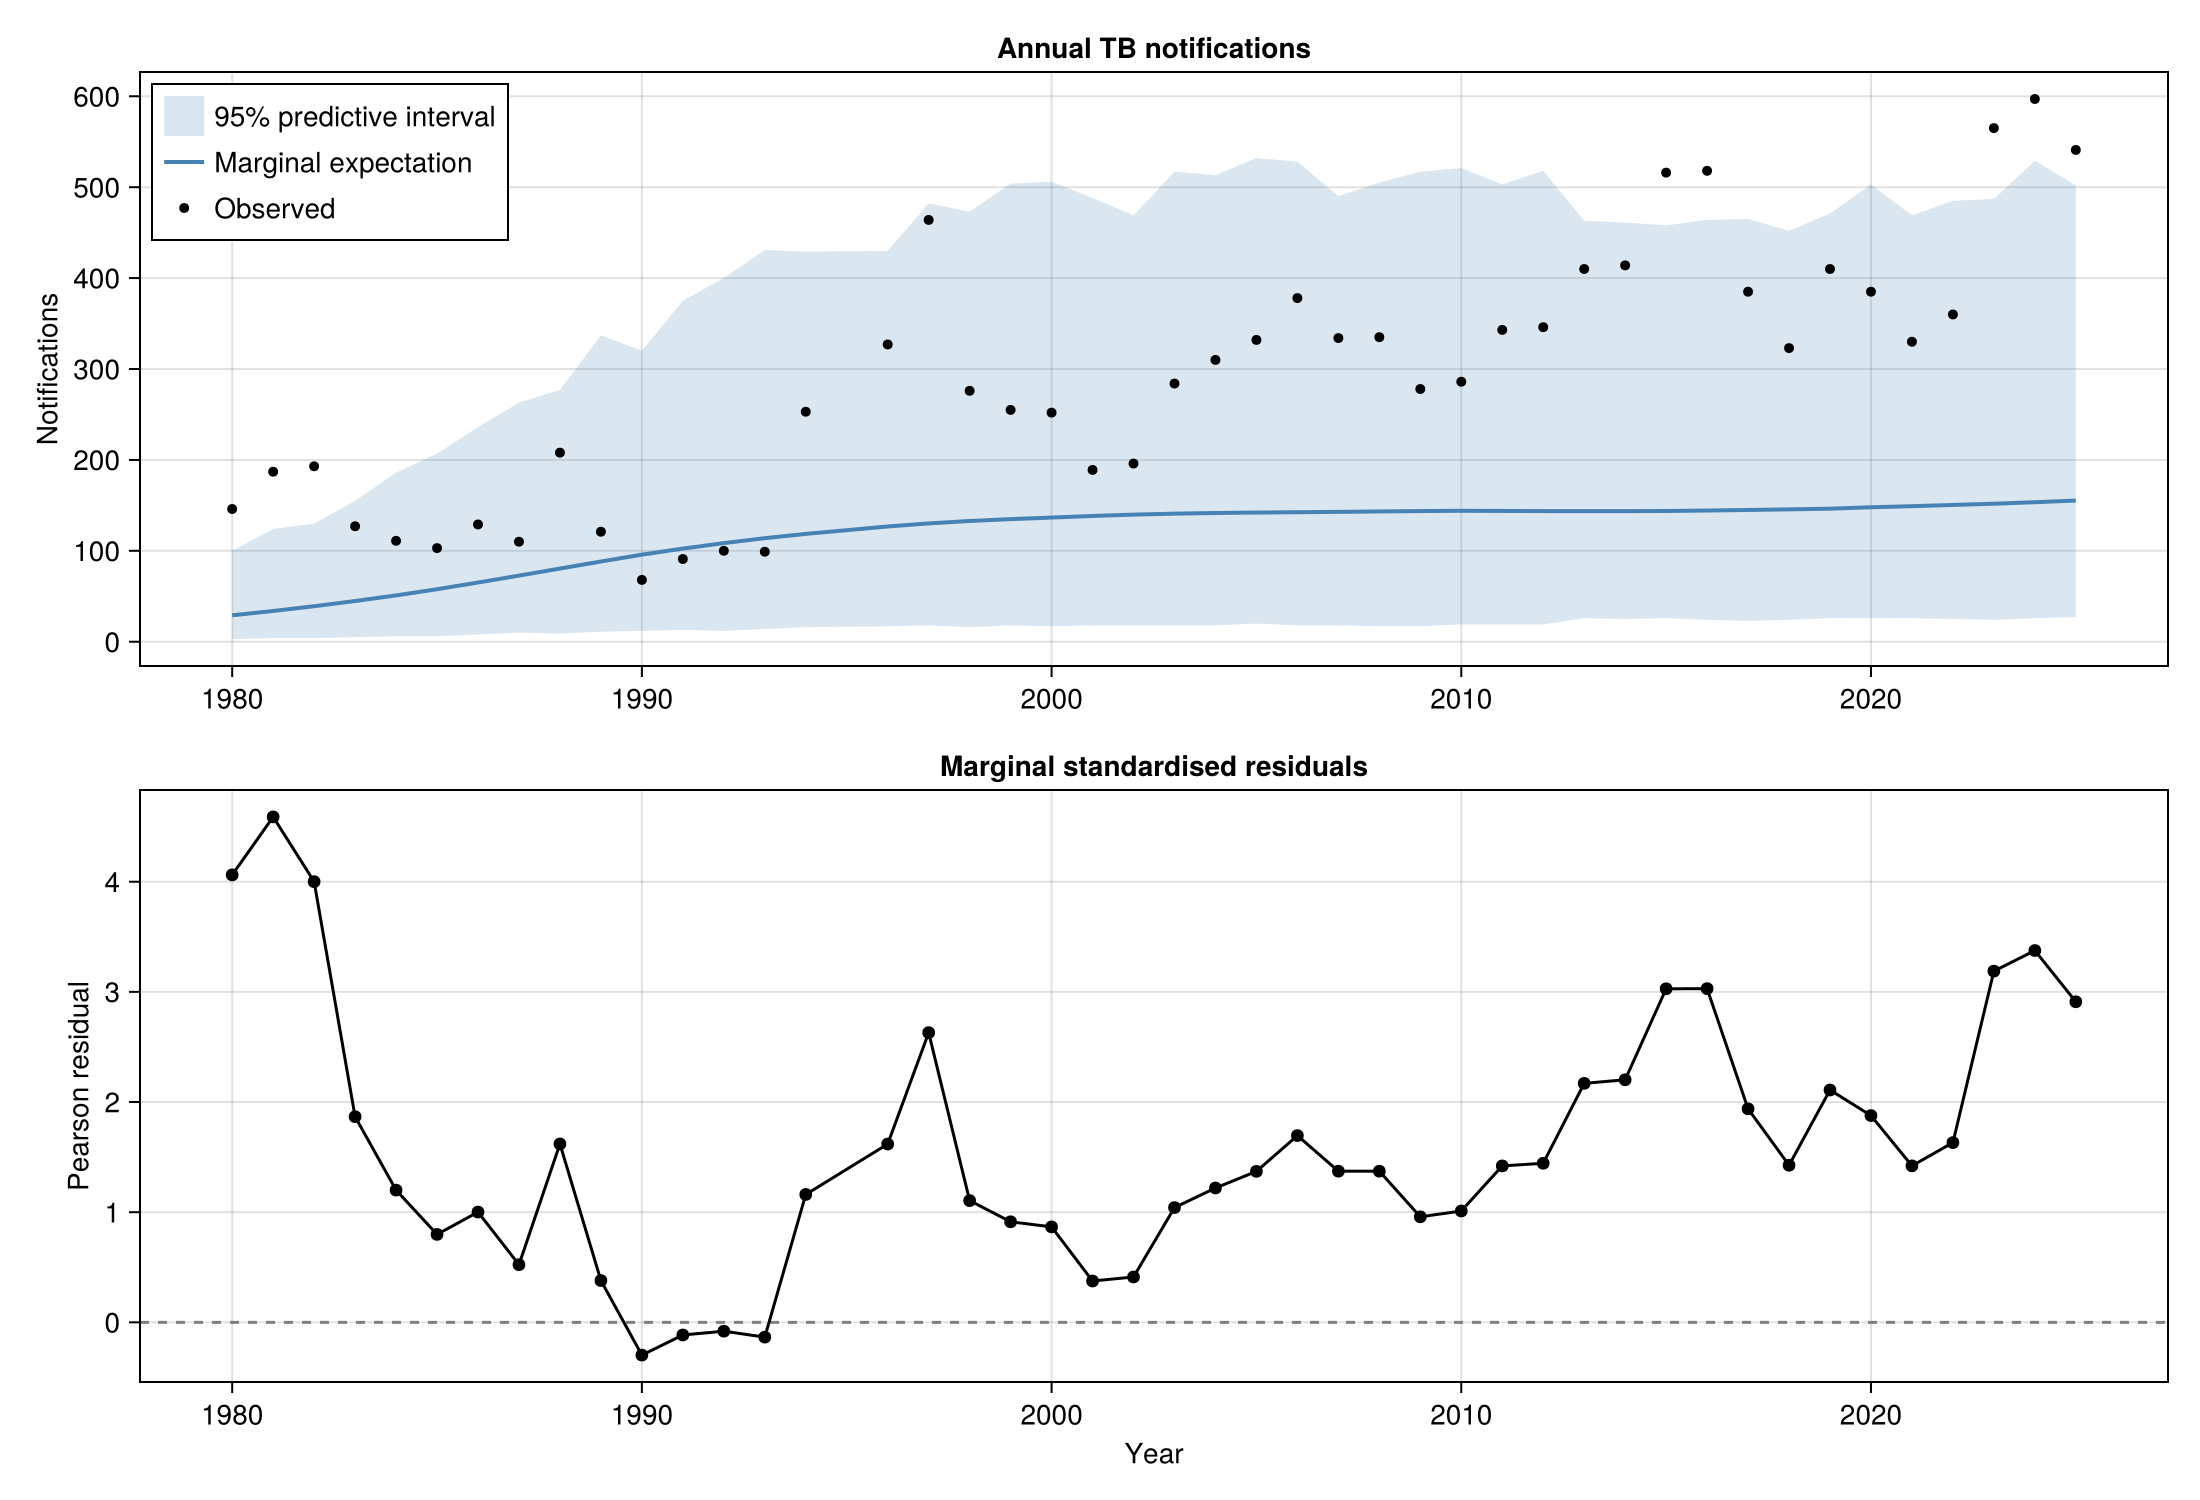 Annual TB notifications
95% predictive interval
Marginal expectation
Observed
Notifications
600
500
400
300
200
100
0
1980 1990 2000 2010 2020
Marginal standardised residuals
Pearson residual
4
3
2
1
0
1980 1990 2000 2010 2020
Year